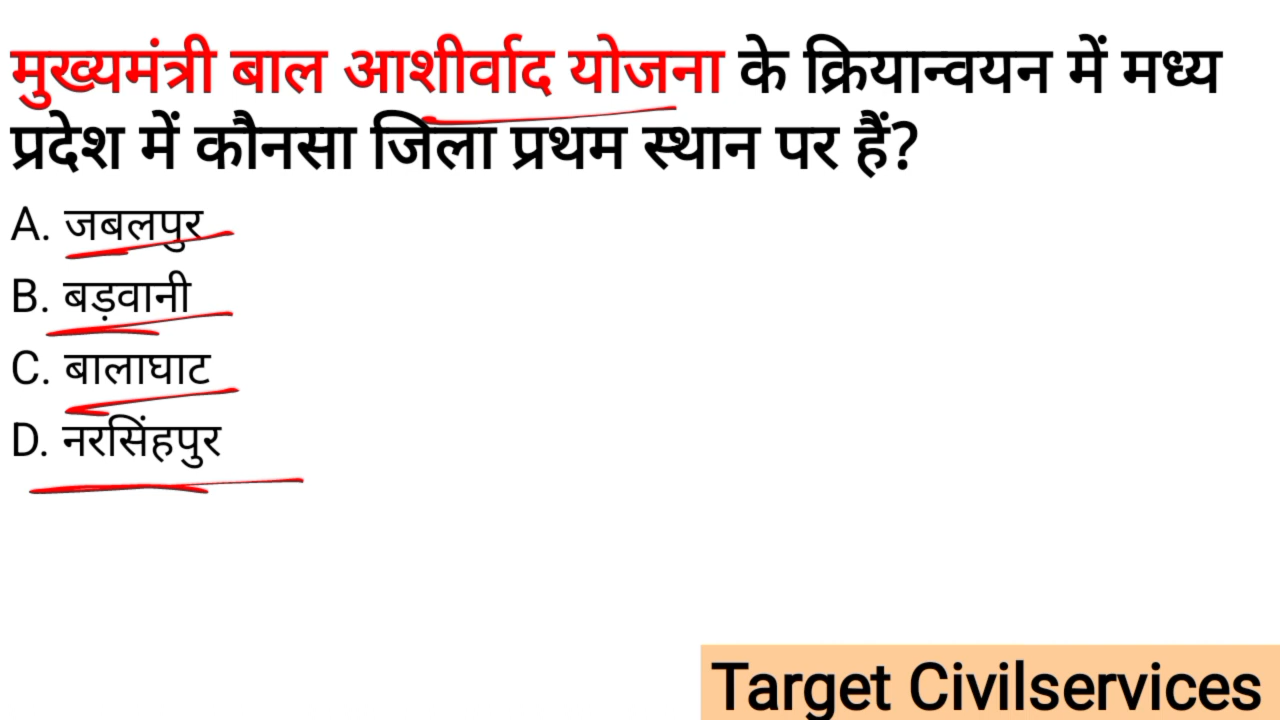 मुख्यमंत्री बाल आशीर्वाद योजना के क्रियान्वयन में मध्य
प्रदेश में कौनसा जिला प्रथम स्थान पर हैं?
A. जबलपुर
B. बड़वानी
C. बालाघाट
D. नरसिंहपुर
Target Civilservices